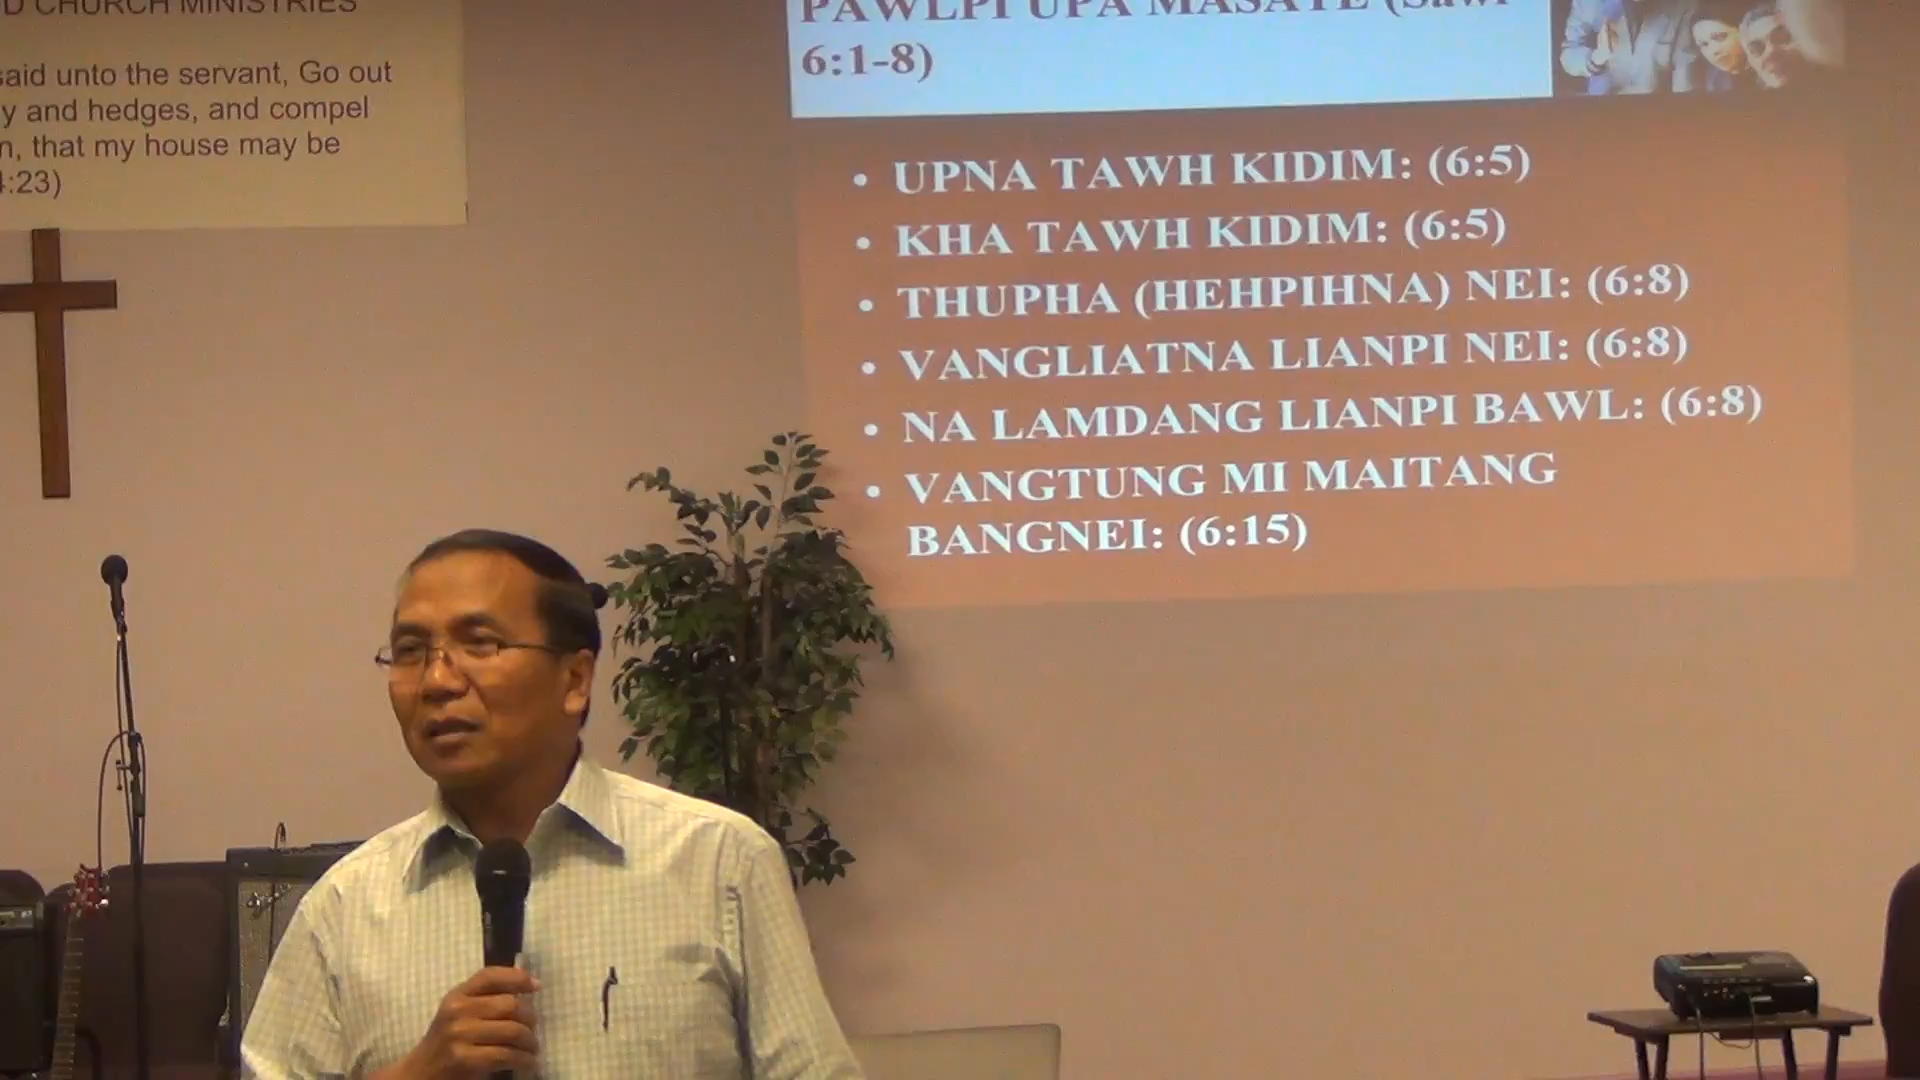 D CHURCH MINISTRIES
said unto the servant, Go out
y and hedges, and compel
n, that my house may be
4:23)
PAWLPI UPA MASATE (Sawl
6:1-8)
• UPNA TAWH KIDIM: (6:5)
• KHA TAWH KIDIM: (6:5)
• THUPHA (HEHPIHNA) NEI: (6:8)
• VANGLIATNA LIANPI NEI: (6:8)
• NA LAMDANG LIANPI BAWL: (6:8)
• VANGTUNG MI MAITANG
BANGNEI: (6:15)